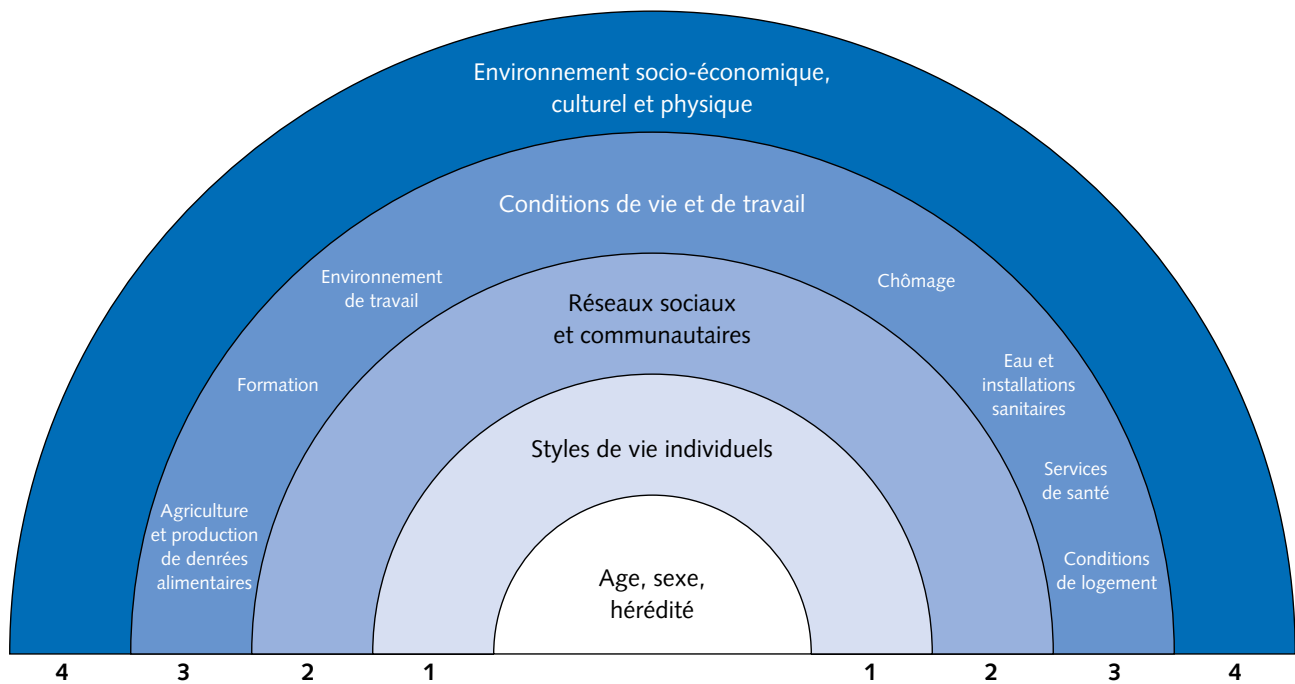 Environnement socio-économique,
culturel et physique
Conditions de vie et de travail
Environnement
de travail
Chômage
Réseaux sociaux
et communautaires
Formation
Eau et
installations
sanitaires
Styles de vie individuels
Services
de santé
Agriculture
et production
de denrées
alimentaires
Conditions
de logement
Age, sexe,
hérédité
4 3 2 1 1 2 3 4